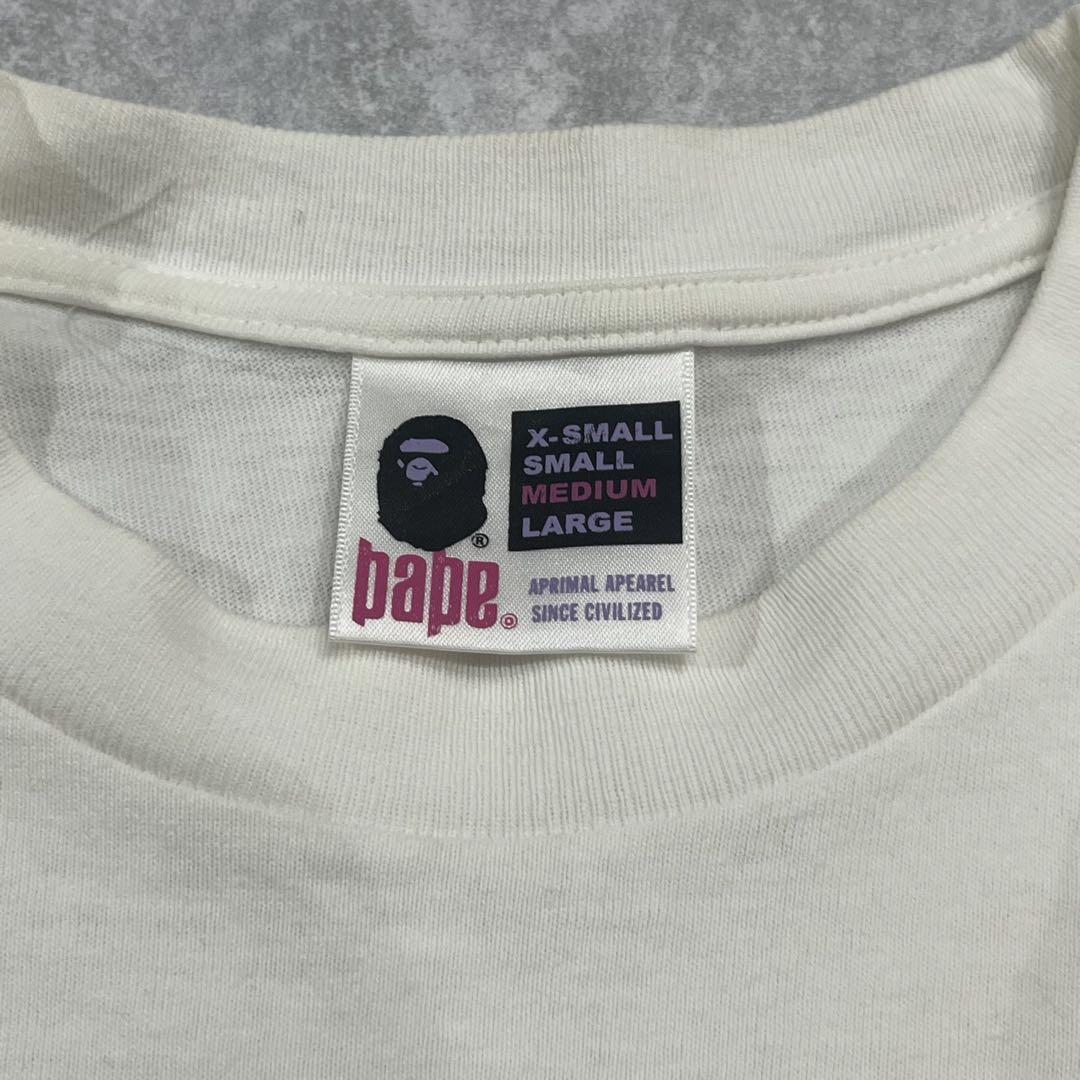 X-SMALL
SMALL
MEDIUM
LARGE
®
bape®
APRIMAL APEAREL
SINCE CIVILIZED